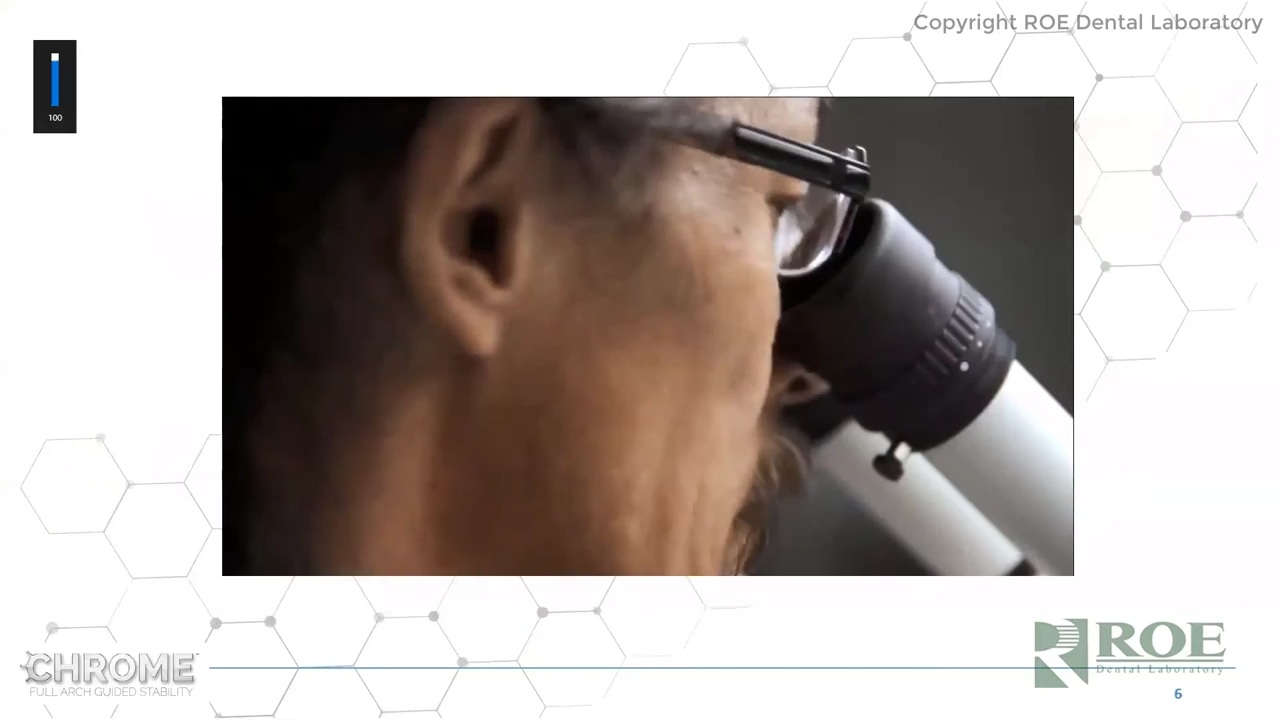 Copyright ROE Dental Laboratory
100
CHROME
FULL ARCH GUIDED STABILITY
ROE
Dental Laboratory
6